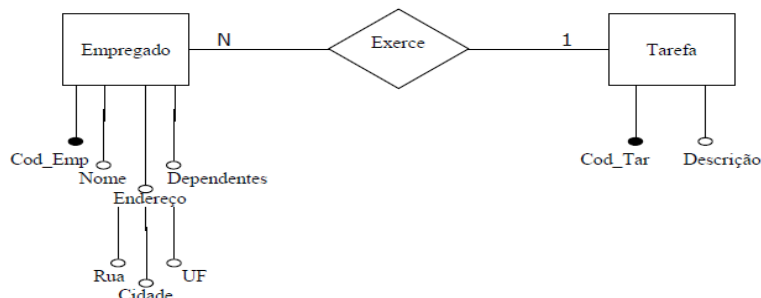 Empregado
N
Exerce
1
Tarefa
Cod_Emp
Nome
Endereço
Dependentes
Cod_Tar
Descrição
Rua
Cidade
UF